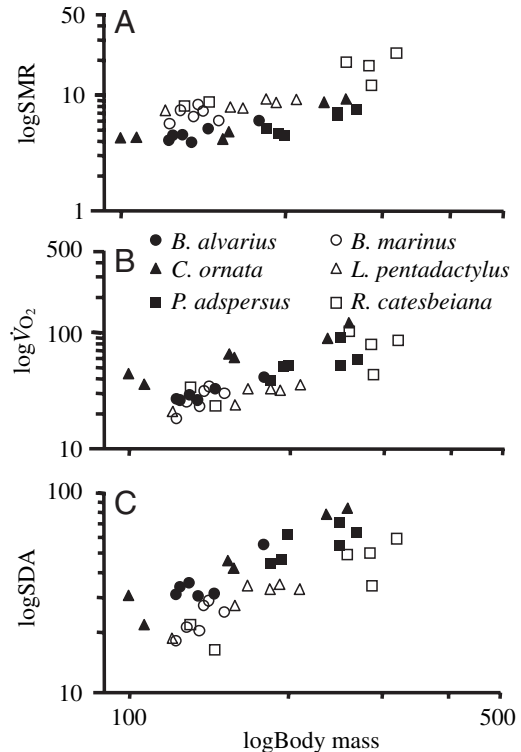 A
50
10
1
logSMR
B. alvarius
B. marinus
C. ornata
L. pentadactylus
P. adspersus
R. catesbeiana
B
500
100
10
logV̇O₂
C
100
10
logSDA
100
500
logBody mass